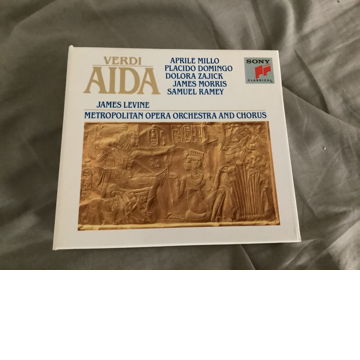 VERDI
AIDA
APRILE MILLO
PLACIDO DOMINGO
DOLORA ZAJICK
JAMES MORRIS
SAMUEL RAMEY
SONY
CLASSICAL
JAMES LEVINE
METROPOLITAN OPERA ORCHESTRA AND CHORUS